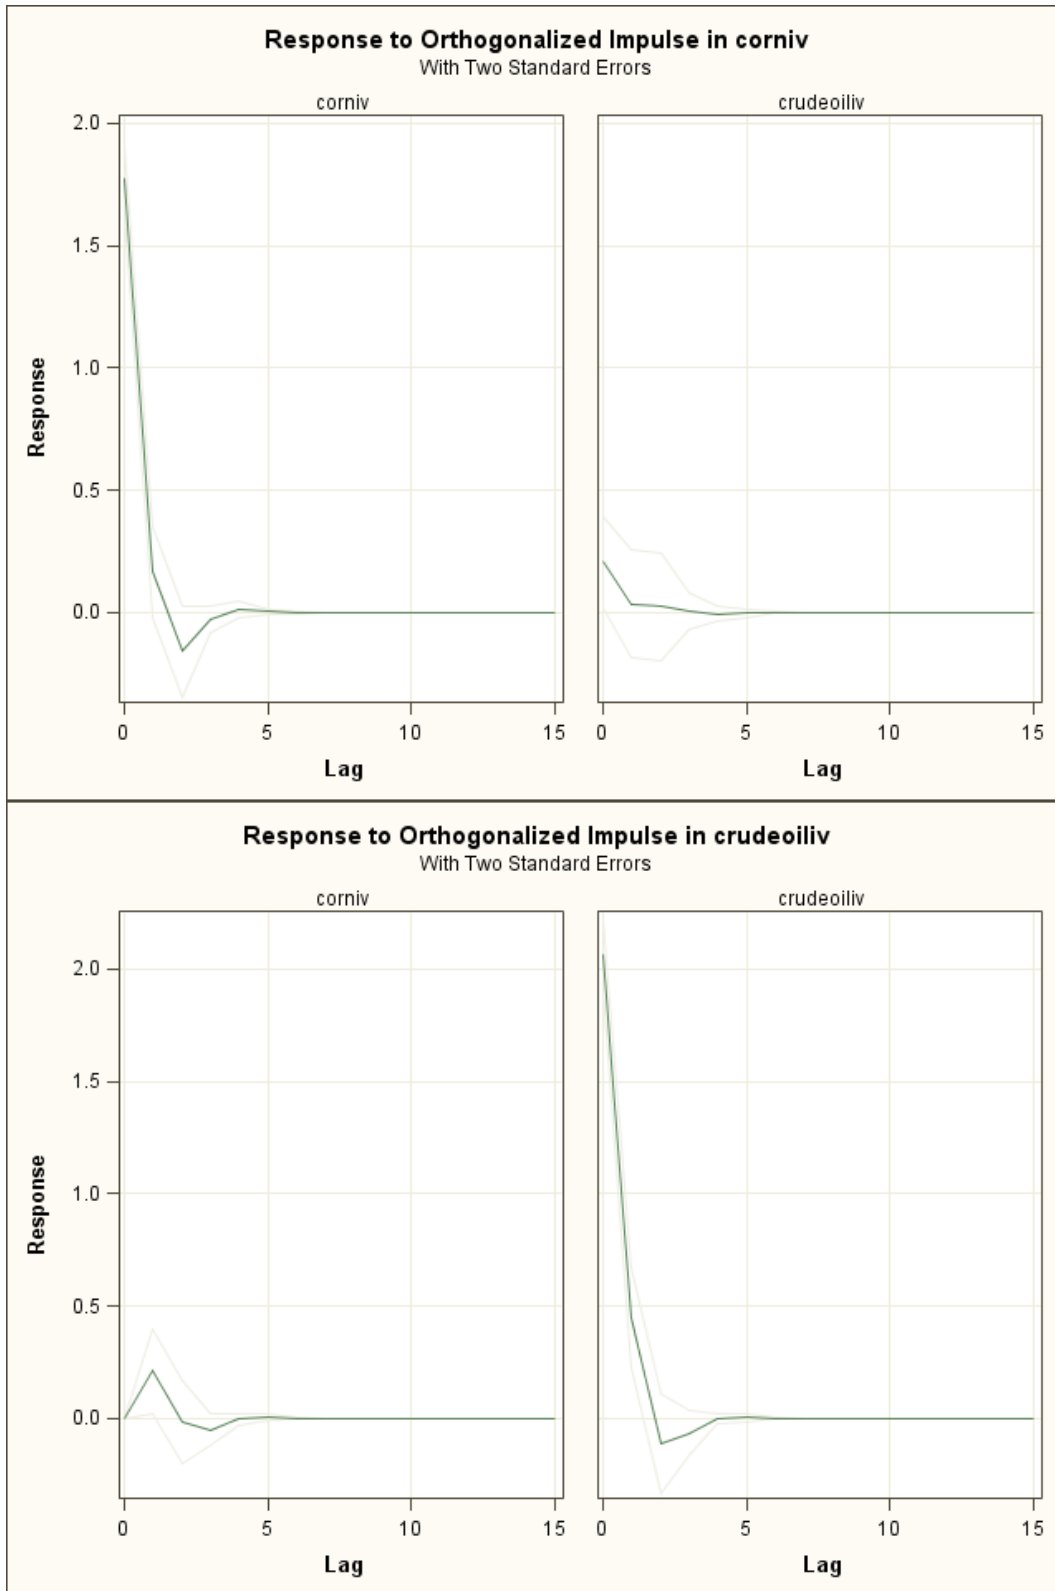 Response to Orthogonalized Impulse in corniv
With Two Standard Errors
corniv crudeoiliv
2.0
1.5
1.0
0.5
0.0
Response
0 5 10 15 0 5 10 15
Lag Lag
Response to Orthogonalized Impulse in crudeoiliv
With Two Standard Errors
corniv crudeoiliv
2.0
1.5
1.0
0.5
0.0
Response
0 5 10 15 0 5 10 15
Lag Lag